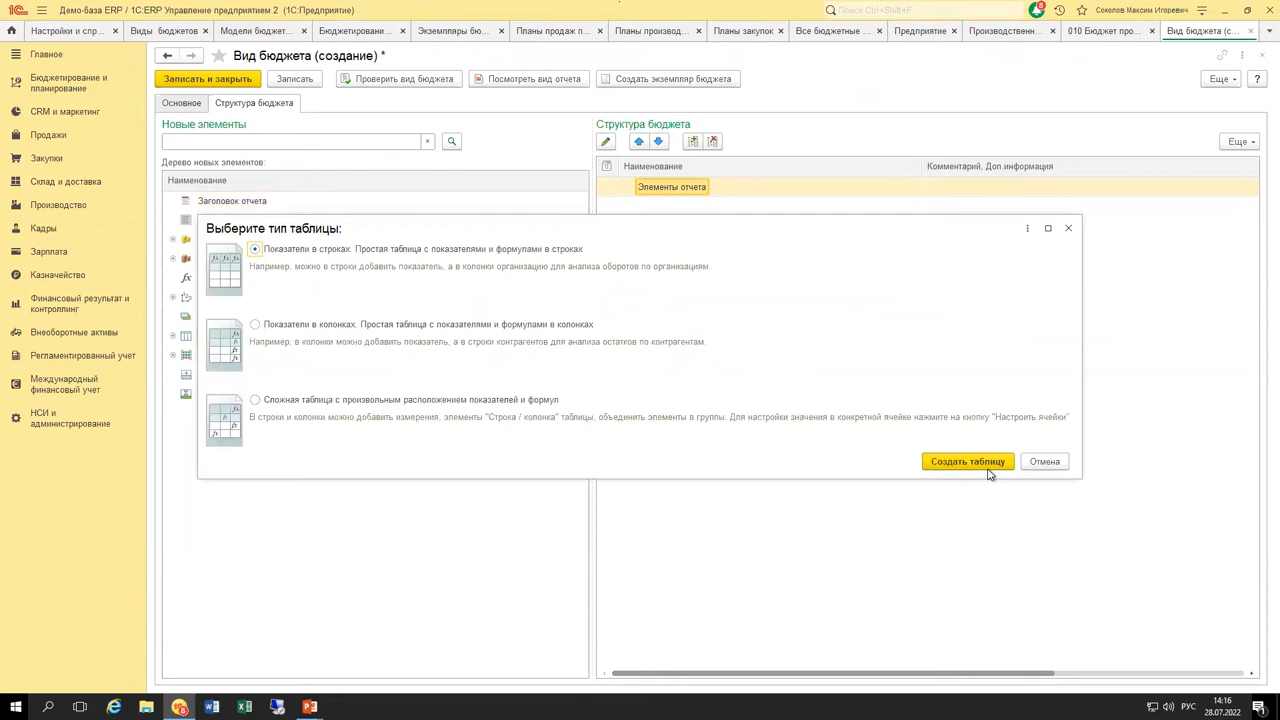 Демо-база ERP / 1С:ERP Управление предприятием 2 (1С:Предприятие)
Поиск Ctrl+Shift+F
8
Соколов Максим Игоревич
Настройки и спр...
Виды бюджетов
Модели бюджет...
Бюджетировани...
Экземпляры бю...
Планы продаж п...
Планы производ...
Планы закупок
Все бюджетные ...
Предприятие
Производственн...
010 Бюджет про...
Вид бюджета (с...
Главное
Бюджетирование и
планирование
CRM и маркетинг
Продажи
Закупки
Склад и доставка
Производство
Кадры
Зарплата
Казначейство
Финансовый результат и
контроллинг
Внеоборотные активы
Регламентированный учет
Международный
финансовый учет
НСИ и
администрирование
Вид бюджета (создание) *
Записать и закрыть
Записать
Проверить вид бюджета
Посмотреть вид отчета
Создать экземпляр бюджета
Еще
?
Основное
Структура бюджета
Новые элементы
Дерево новых элементов:
Наименование
Заголовок отчета
Структура бюджета
Еще
Наименование
Комментарий, Доп.информация
Элементы отчета
Выберите тип таблицы:
Показатели в строках. Простая таблица с показателями и формулами в строках
Например, можно в строки добавить показатель, а в колонки организацию для анализа оборотов по организациям.
Показатели в колонках. Простая таблица с показателями и формулами в колонках
Например, в колонки можно добавить показатель, а в строки контрагентов для анализа остатков по контрагентам.
Сложная таблица с произвольным расположением показателей и формул
В строки и колонки можно добавить измерения, элементы "Строка / колонка" таблицы, объединить элементы в группы. Для настройки значения в конкретной ячейке нажмите на кнопку "Настроить ячейки"
Создать таблицу
Отмена
РУС
14:16
28.07.2022